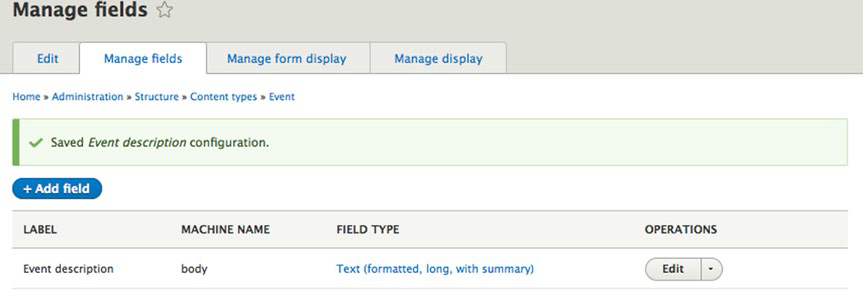 Manage fields
Edit Manage fields Manage form display Manage display
Home » Administration » Structure » Content types » Event
Saved Event description configuration.
+ Add field
LABEL MACHINE NAME FIELD TYPE OPERATIONS
Event description body Text (formatted, long, with summary) Edit